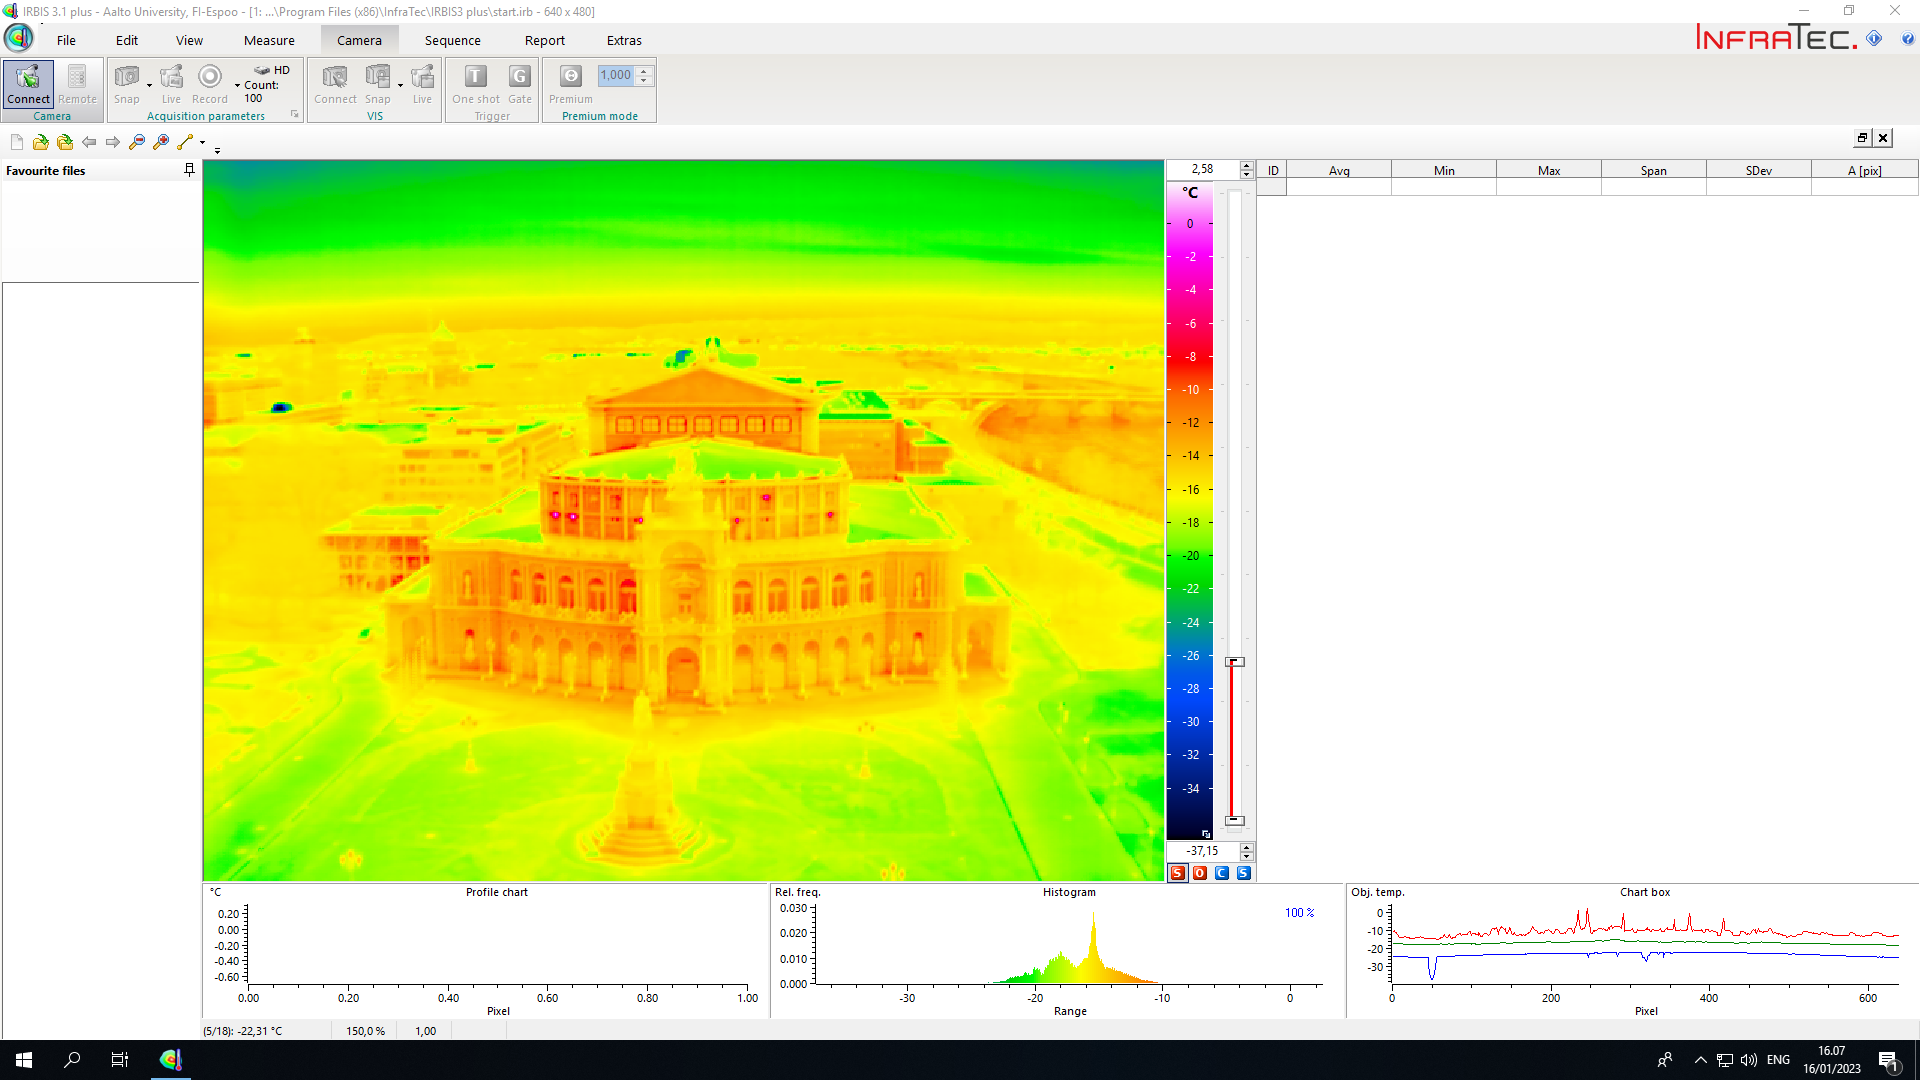 IRBIS 3.1 plus - Aalto University, FI-Espoo - [1: ...\Program Files (x86)\InfraTec\IRBIS3 plus\start.irb - 640 x 480]
File Edit View Measure Camera Sequence Report Extras
INFRATEC.
Connect Remote
Camera
Snap Live Record HD Count: 100
Acquisition parameters
Connect Snap Live
VIS
T G
One shot Gate
Trigger
Premium 1,000
Premium mode
Favourite files
2,58
°C
0
-2
-4
-6
-8
-10
-12
-14
-16
-18
-20
-22
-24
-26
-28
-30
-32
-34
-37,15
S O C S
ID Avg Min Max Span SDev A [pix]
°C Profile chart
0.20
0.00
-0.20
-0.40
-0.60
0.00 0.20 0.40 0.60 0.80 1.00
Pixel
Rel. freq. Histogram
100 %
0.030
0.020
0.010
0.000
-30 -20 -10 0
Range
Obj. temp. Chart box
0
-10
-20
-30
0 200 400 600
Pixel
(5/18): -22,31 °C 150,0 % 1,00
ENG
16.07
16/01/2023
1